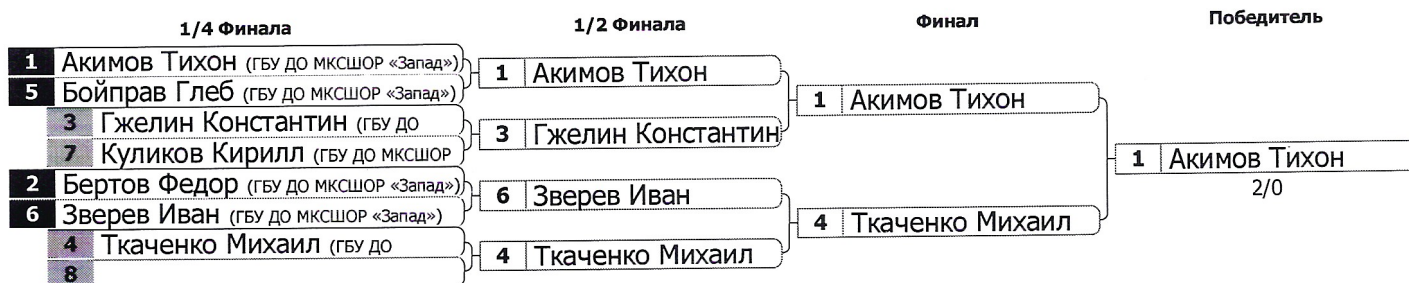 1/4 Финала
1/2 Финала
Финал
Победитель
1 Акимов Тихон (ГБУ ДО МКСШОР «Запад»)
5 Бойправ Глеб (ГБУ ДО МКСШОР «Запад»)
3 Гжелин Константин (ГБУ ДО
7 Куликов Кирилл (ГБУ ДО МКСШОР
2 Бертов Федор (ГБУ ДО МКСШОР «Запад»)
6 Зверев Иван (ГБУ ДО МКСШОР «Запад»)
4 Ткаченко Михаил (ГБУ ДО
8
1 Акимов Тихон
3 Гжелин Константин
6 Зверев Иван
4 Ткаченко Михаил
1 Акимов Тихон
4 Ткаченко Михаил
1 Акимов Тихон
2/0